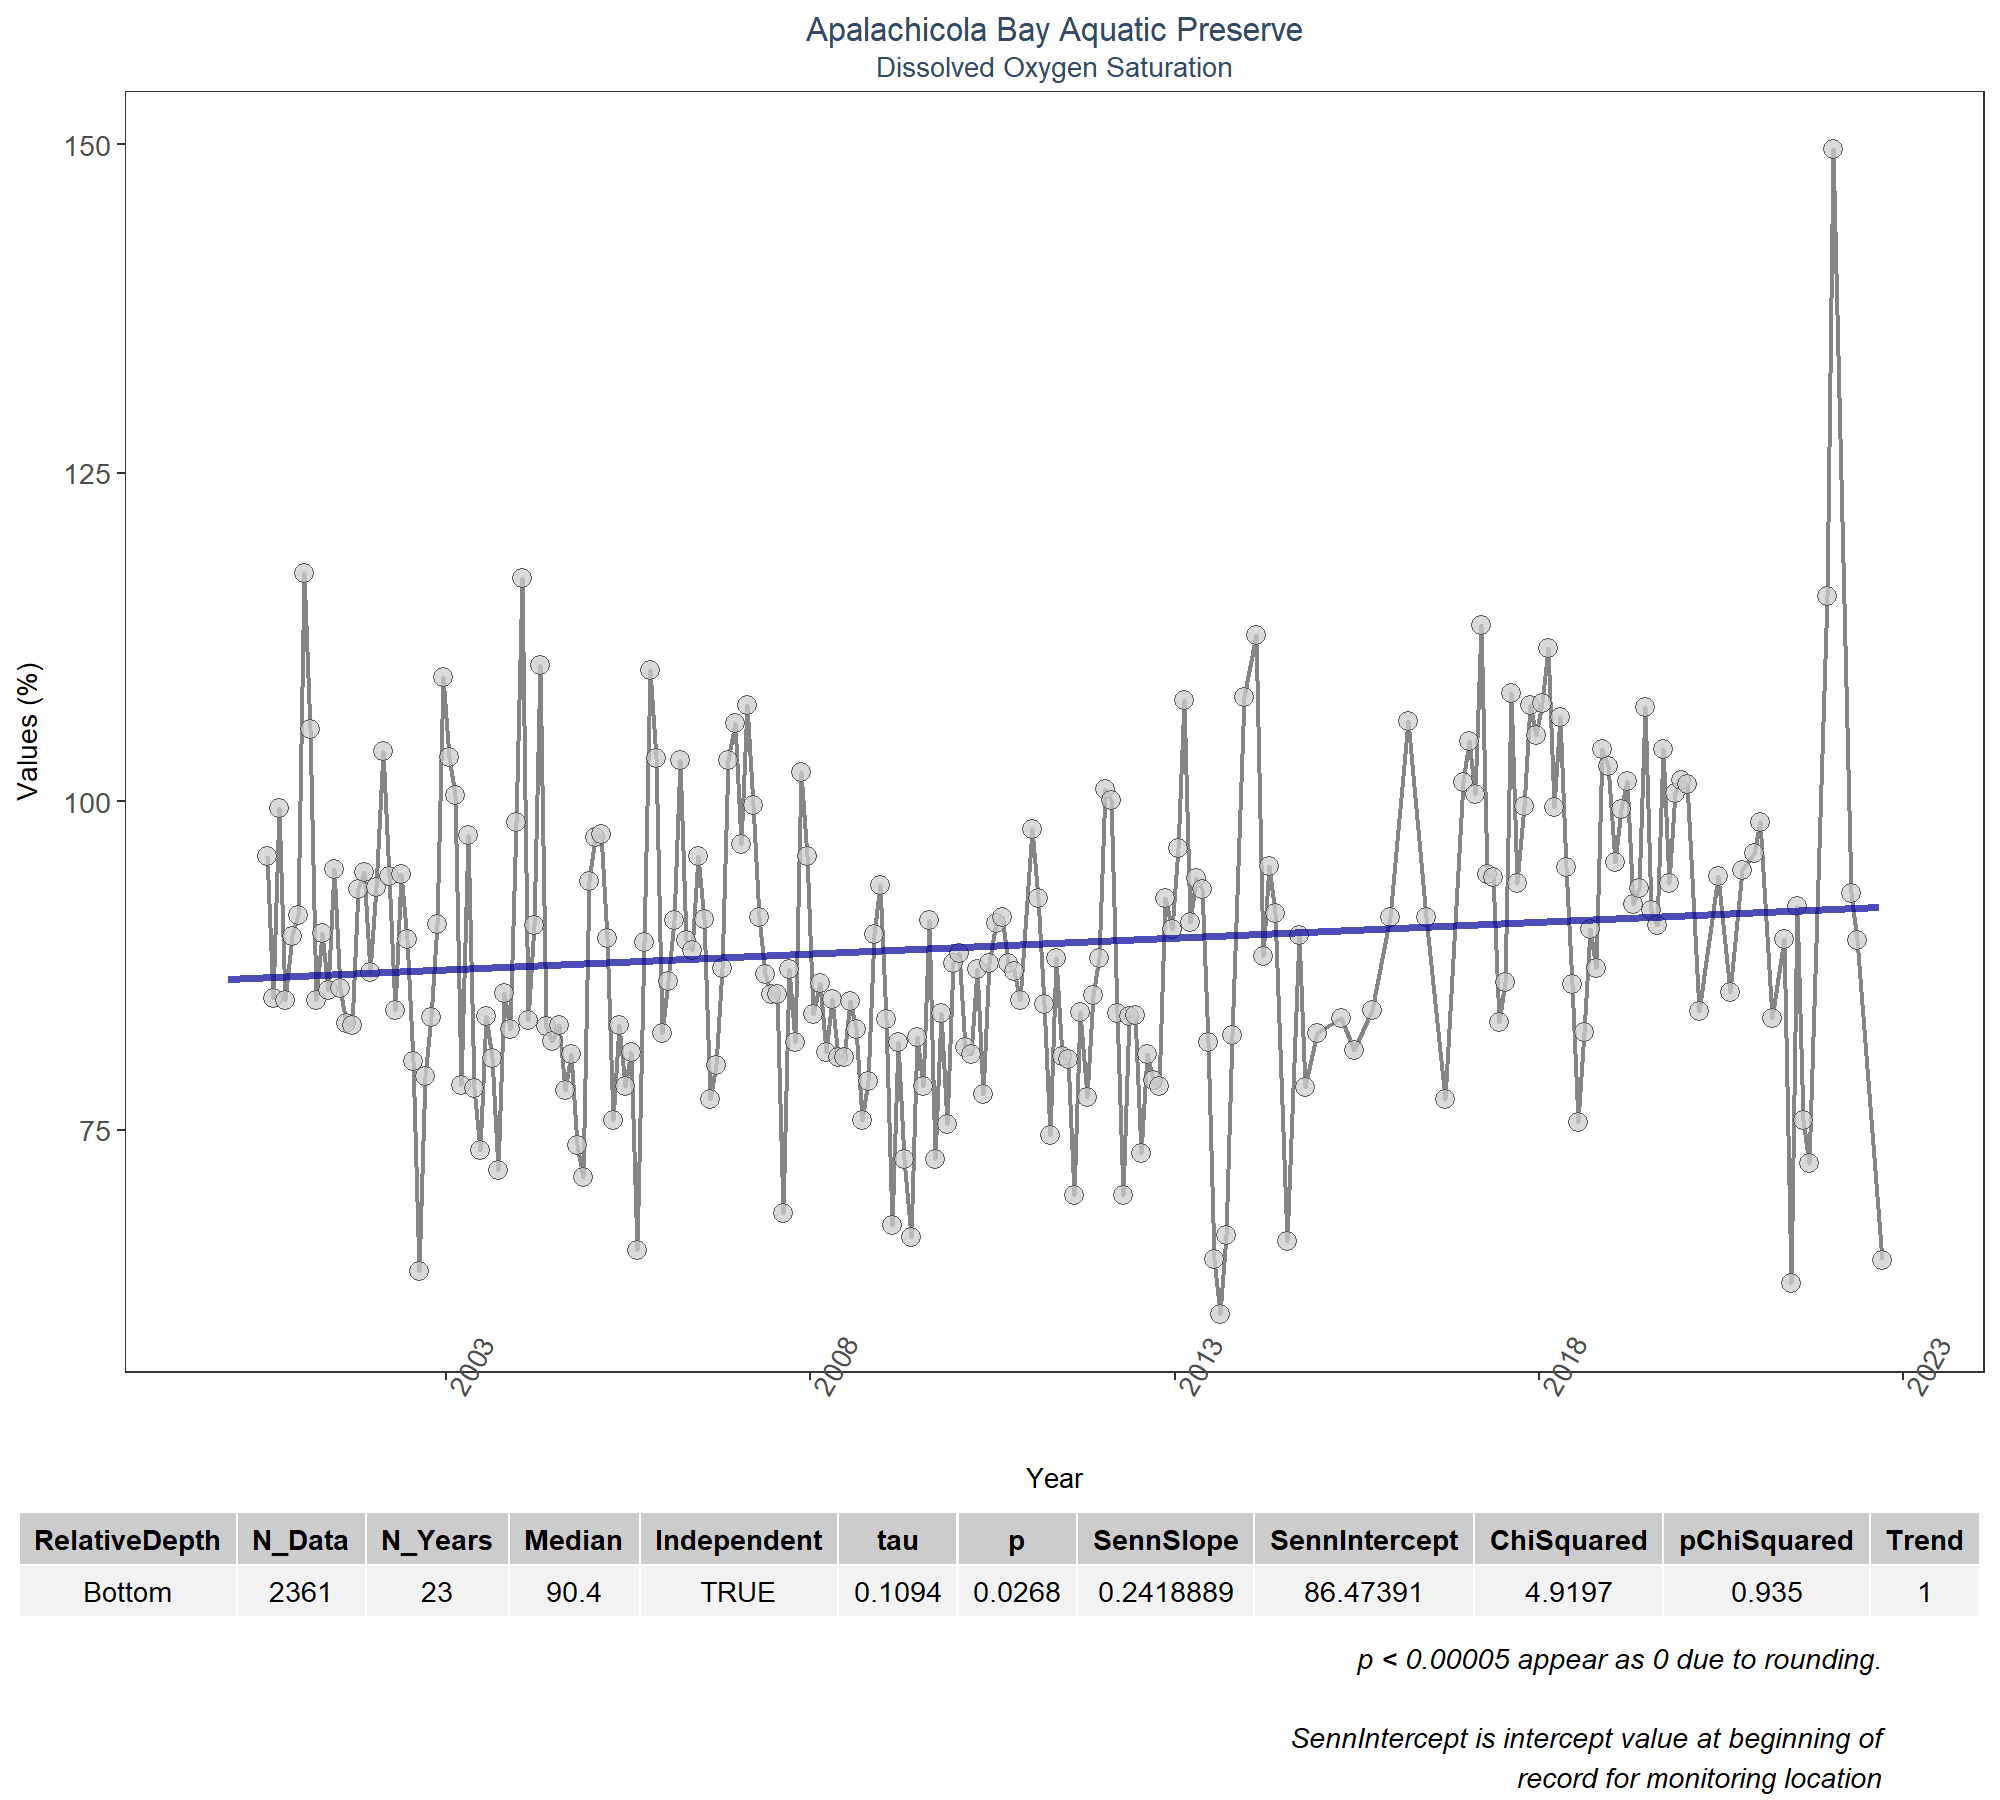 Apalachicola Bay Aquatic Preserve
Dissolved Oxygen Saturation
150
125
100
75
Values (%)
2003 2008 2013 2018 2023
Year
RelativeDepth N_Data N_Years Median Independent tau p SennSlope SennIntercept ChiSquared pChiSquared Trend
Bottom 2361 23 90.4 TRUE 0.1094 0.0268 0.2418889 86.47391 4.9197 0.935 1
p < 0.00005 appear as 0 due to rounding.
SennIntercept is intercept value at beginning of
record for monitoring location